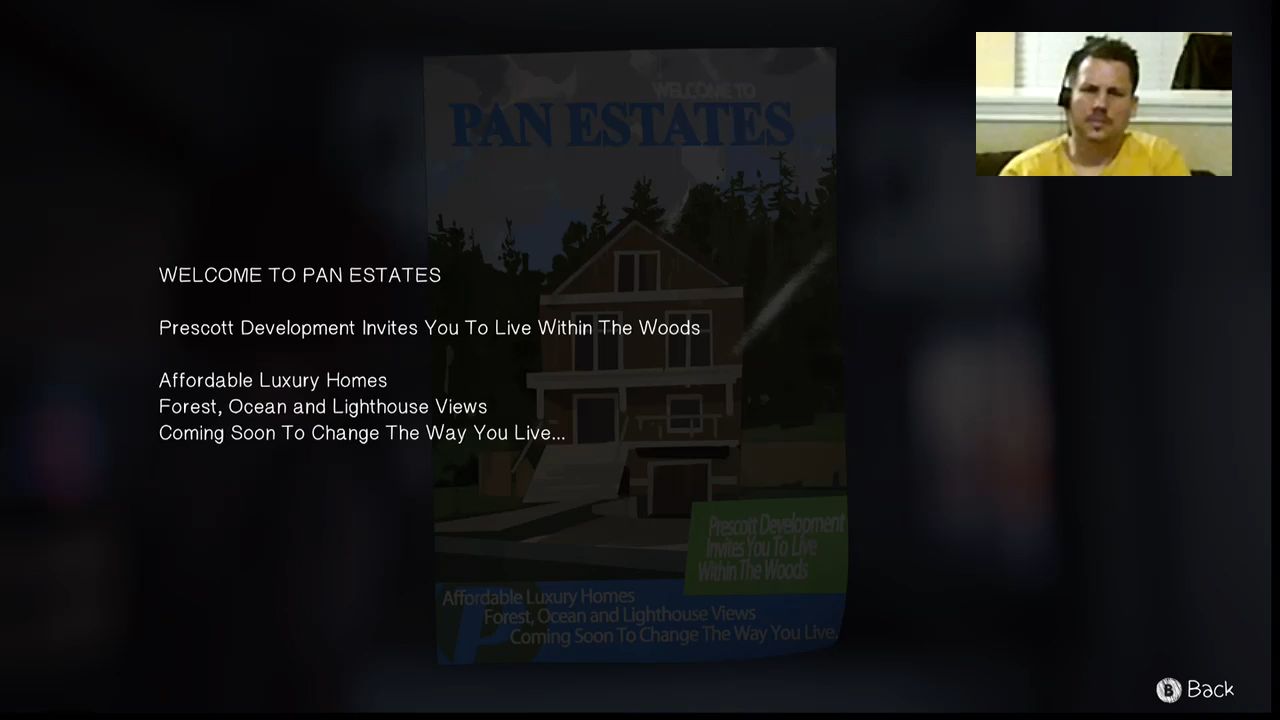 WELCOME TO
PAN ESTATES
WELCOME TO PAN ESTATES
Prescott Development Invites You To Live Within The Woods
Affordable Luxury Homes
Forest, Ocean and Lighthouse Views
Coming Soon To Change The Way You Live...
Prescott Development
Invites You To Live
Within The Woods
Affordable Luxury Homes
Forest, Ocean and Lighthouse Views
Coming Soon To Change The Way You Live.
P
B Back